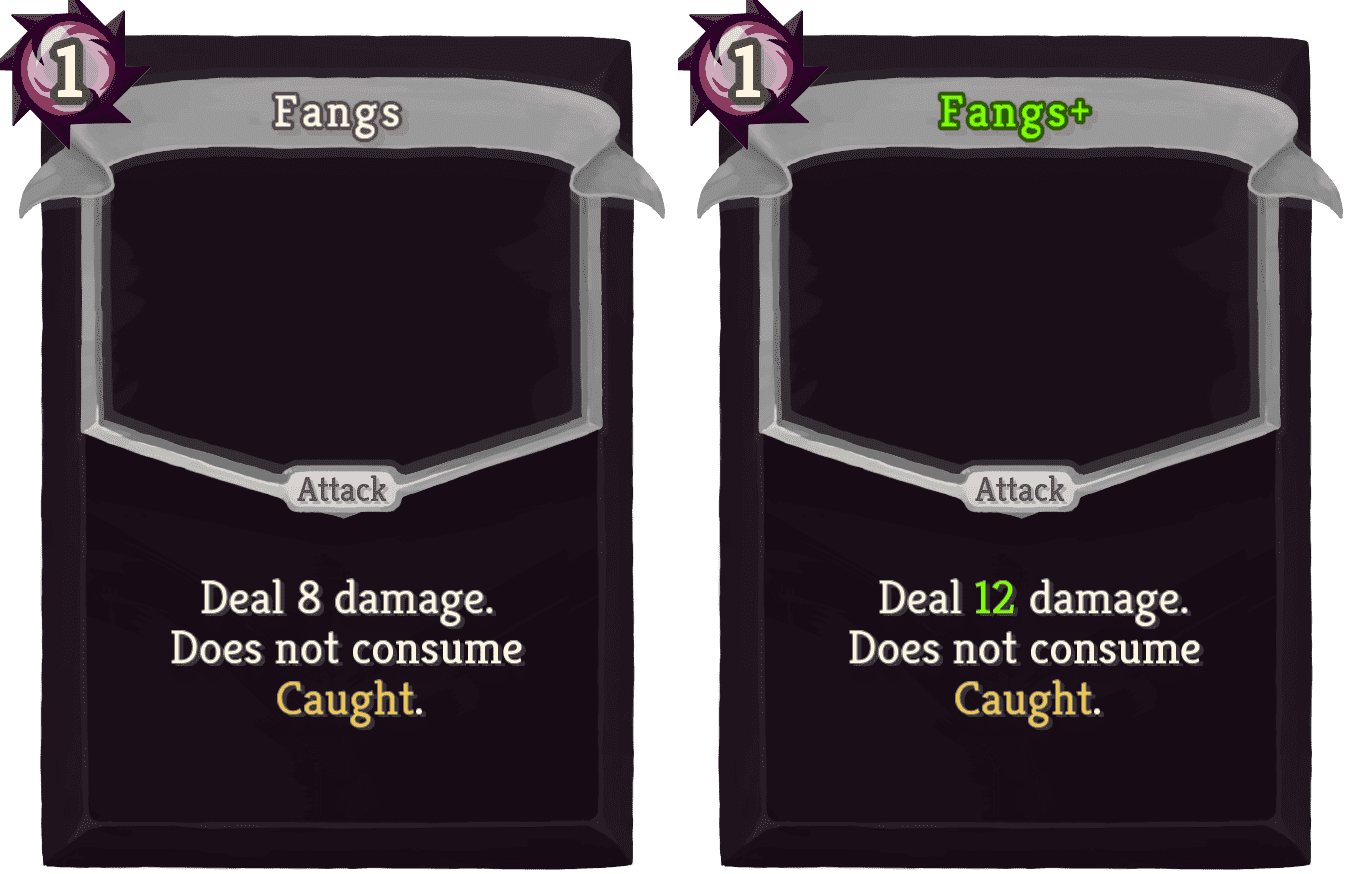 1
Fangs
Attack
Deal 8 damage.
Does not consume
Caught.
1
Fangs+
Attack
Deal 12 damage.
Does not consume
Caught.